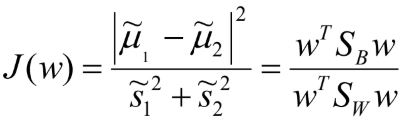 J(w) = |μ̃₁ − μ̃₂|² / (s̃₁² + s̃₂²) = wᵀS_Bw / wᵀS_Ww